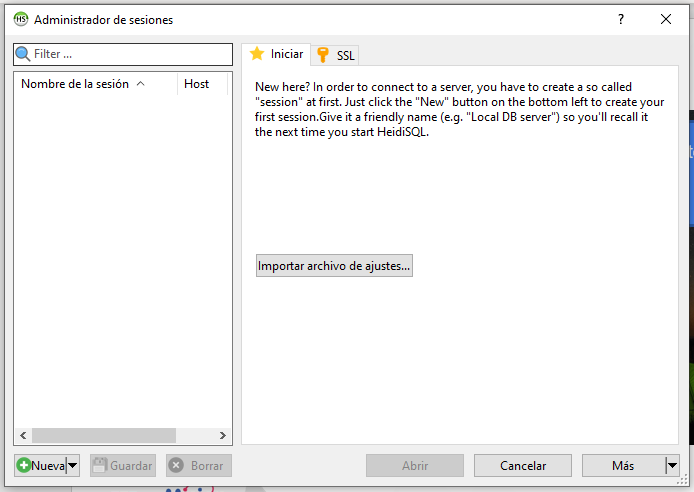 HS Administrador de sesiones ?
Filter ...
Iniciar SSL
Nombre de la sesión Host
New here? In order to connect to a server, you have to create a so called
"session" at first. Just click the "New" button on the bottom left to create your
first session.Give it a friendly name (e.g. "Local DB server") so you'll recall it
the next time you start HeidiSQL.
Importar archivo de ajustes...
Nueva Guardar Borrar Abrir Cancelar Más